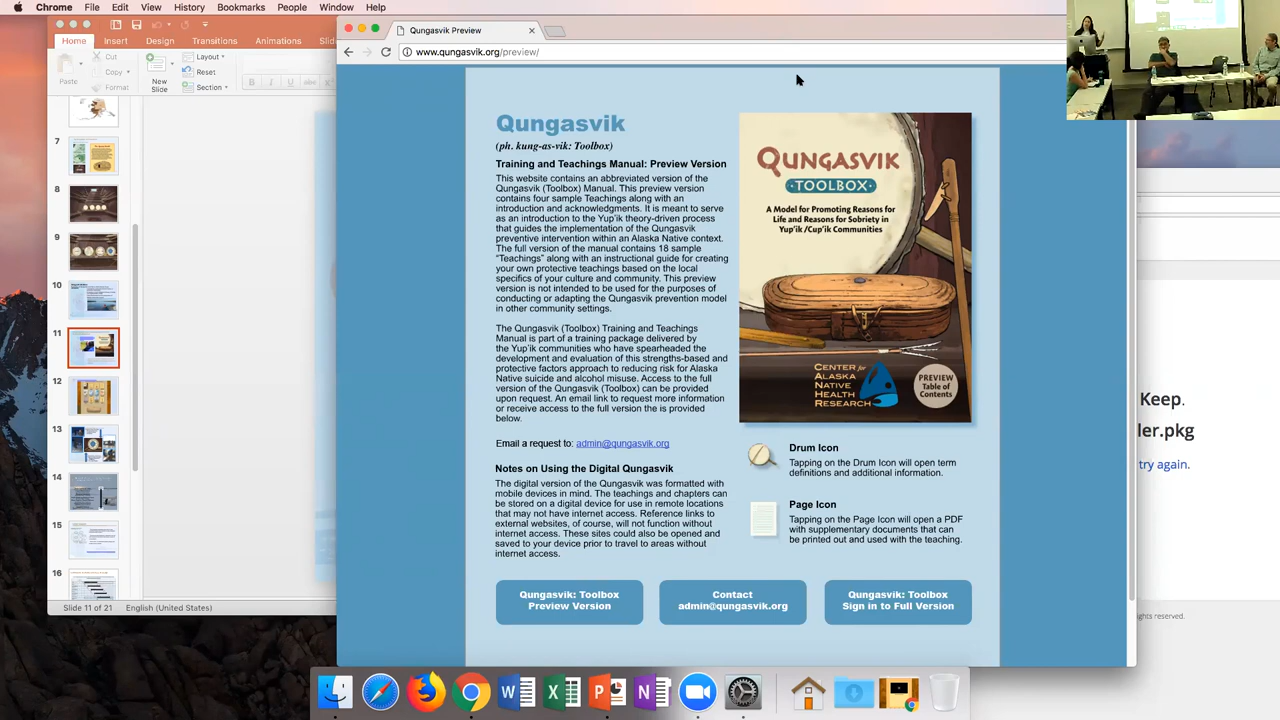 Chrome File Edit View History Bookmarks People Window Help
Home Insert Design Transitions Animations
Paste
Cut
Copy
Format
New
Slide
Layout
Reset
Section
7
8
9
10
11
12
13
14
15
16
Slide 11 of 21 English (United States)
Qungasvik Preview
www.qungasvik.org/preview/
Qungasvik
(ph. kung-as-vik: Toolbox)
Training and Teachings Manual: Preview Version
This website contains an abbreviated version of the
Qungasvik (Toolbox) Manual. This preview version
contains four sample Teachings along with an
introduction and acknowledgments. It is meant to serve
as an introduction to the Yup'ik theory-driven process
that guides the implementation of the Qungasvik
preventive intervention within an Alaska Native context.
The full version of the manual contains 18 sample
“Teachings” along with an instructional guide for creating
your own protective teachings based on the local
specifics of your culture and community. This preview
version is not intended to be used for the purposes of
conducting or adapting the Qungasvik prevention model
in other community settings.
The Qungasvik (Toolbox) Training and Teachings
Manual is part of a training package delivered by
the Yup'ik communities who have spearheaded the
development and evaluation of this strengths-based and
protective factors approach to reducing risk for Alaska
Native suicide and alcohol misuse. Access to the full
version of the Qungasvik (Toolbox) can be provided
upon request. An email link to request more information
or receive access to the full version the is provided
below.
Email a request to: admin@qungasvik.org
Notes on Using the Digital Qungasvik
The digital version of the Qungasvik was formatted with
mobile devices in mind. The teachings and chapters can
be stored on a digital device for use in remote locations
that may not have internet access. Reference links to
external websites, of course, will not function without
internet access. These sites could also be opened and
saved to your device prior to travel to areas without
internet access.
QUNGASVIK
TOOLBOX
A Model for Promoting Reasons for
Life and Reasons for Sobriety in
Yup'ik /Cup'ik Communities
CENTER for
ALASKA
NATIVE
HEALTH
RESEARCH
PREVIEW
Table of
Contents
Drum Icon
Tapping on the Drum Icon will open term
definitions and additional information.
Page Icon
Tapping on the Page Icon will open a PDF
with supplementary documents that can
be printed out and used with the teaching.
Qungasvik: Toolbox
Preview Version
Contact
admin@qungasvik.org
Qungasvik: Toolbox
Sign in to Full Version
Keep.
ler.pkg
try again.
rights reserved.